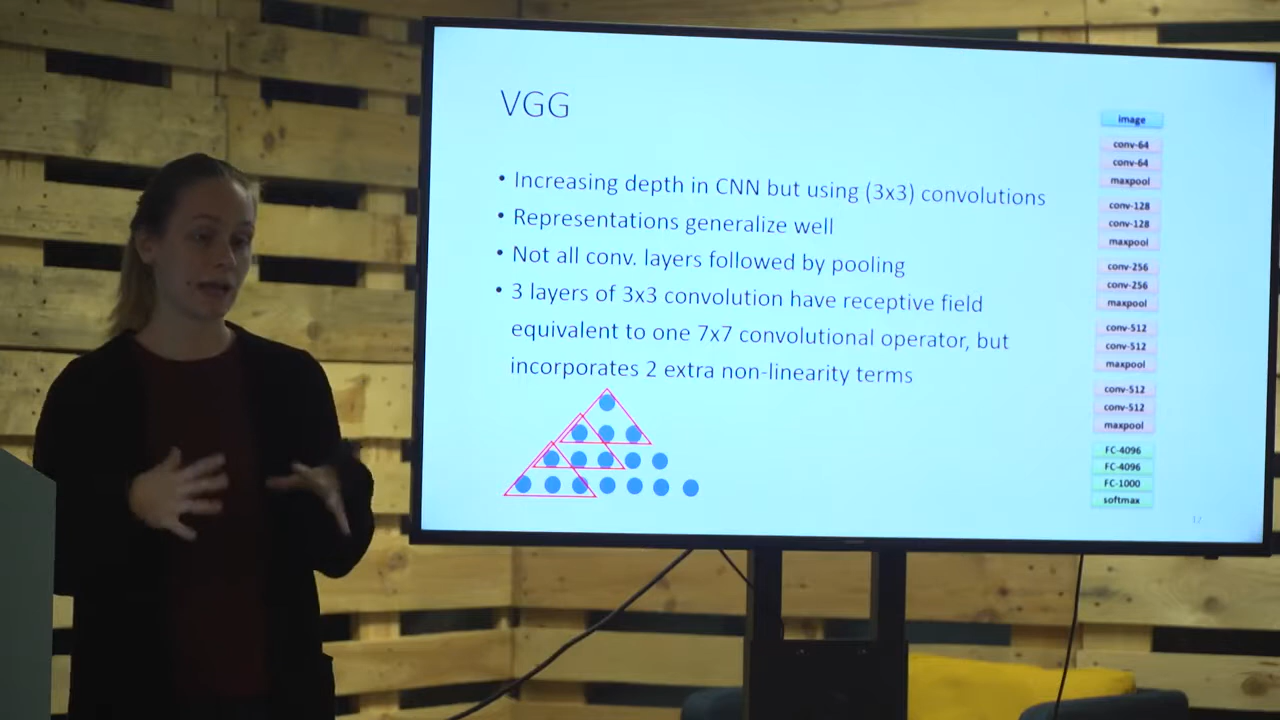 VGG
• Increasing depth in CNN but using (3x3) convolutions
• Representations generalize well
• Not all conv. layers followed by pooling
• 3 layers of 3x3 convolution have receptive field
equivalent to one 7x7 convolutional operator, but
incorporates 2 extra non-linearity terms
image
conv-64
conv-64
maxpool
conv-128
conv-128
maxpool
conv-256
conv-256
maxpool
conv-512
conv-512
maxpool
conv-512
conv-512
maxpool
FC-4096
FC-4096
FC-1000
softmax